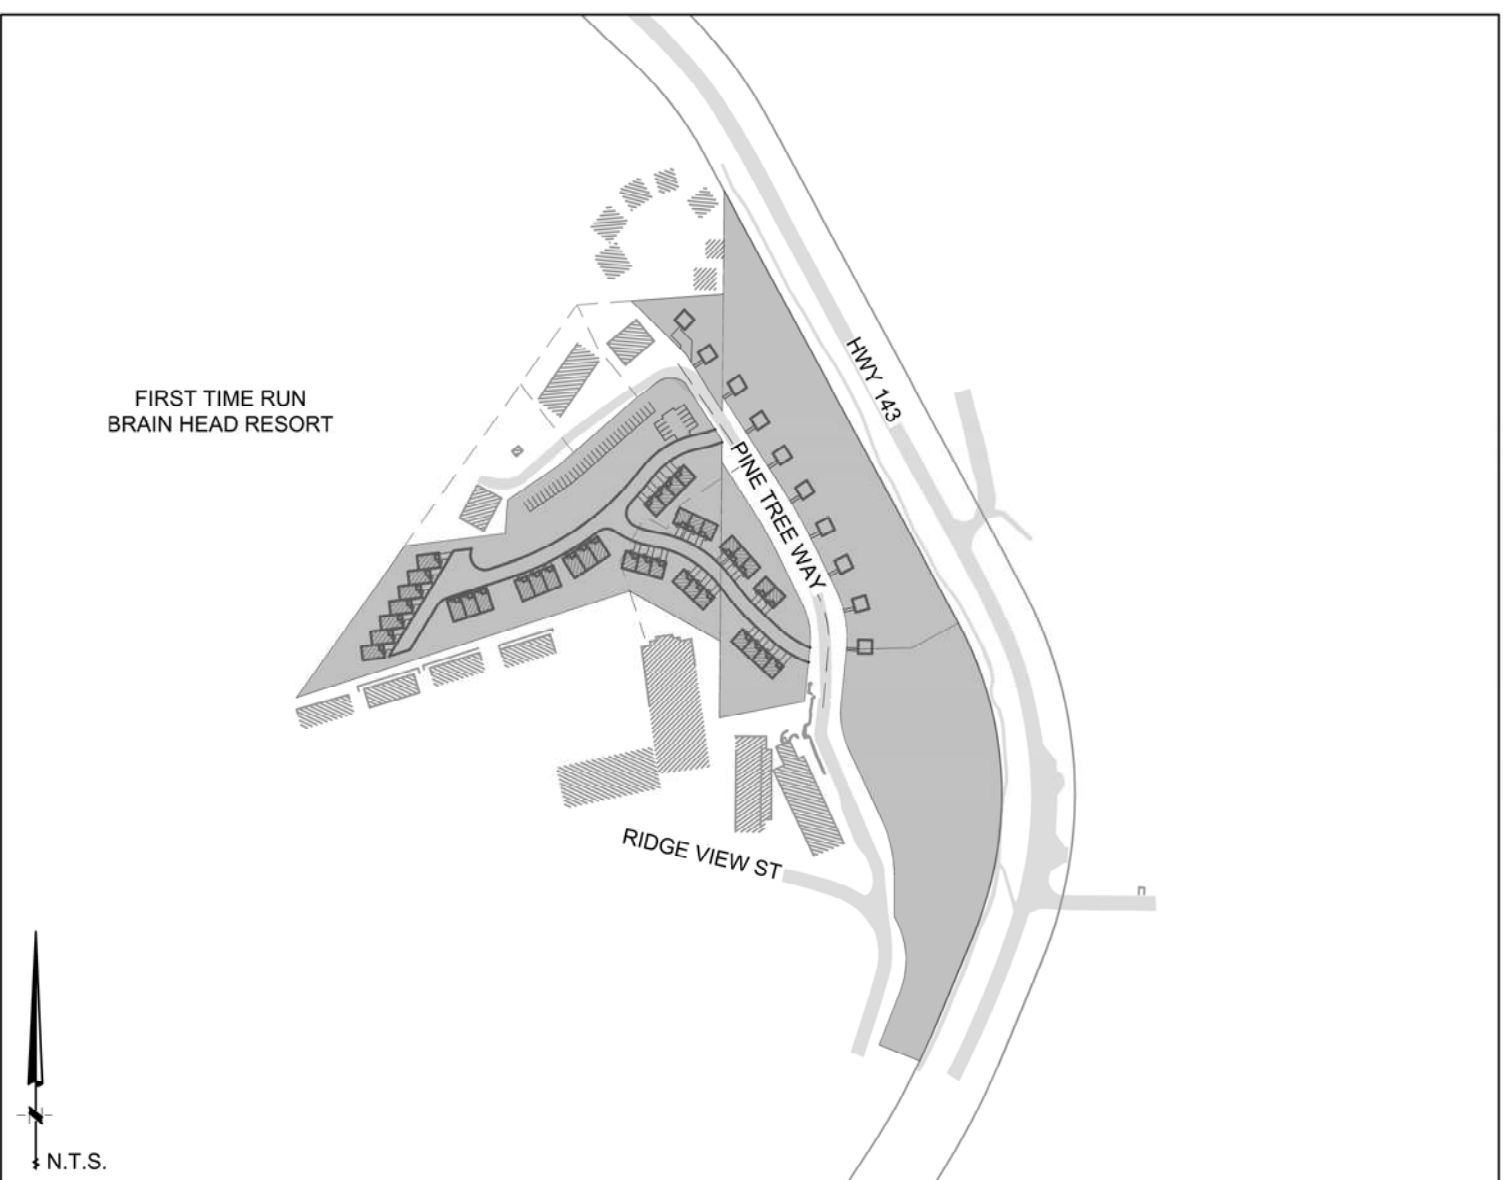 HWY 143
FIRST TIME RUN
BRAIN HEAD RESORT
PINE TREE WAY
RIDGE VIEW ST
N.T.S.